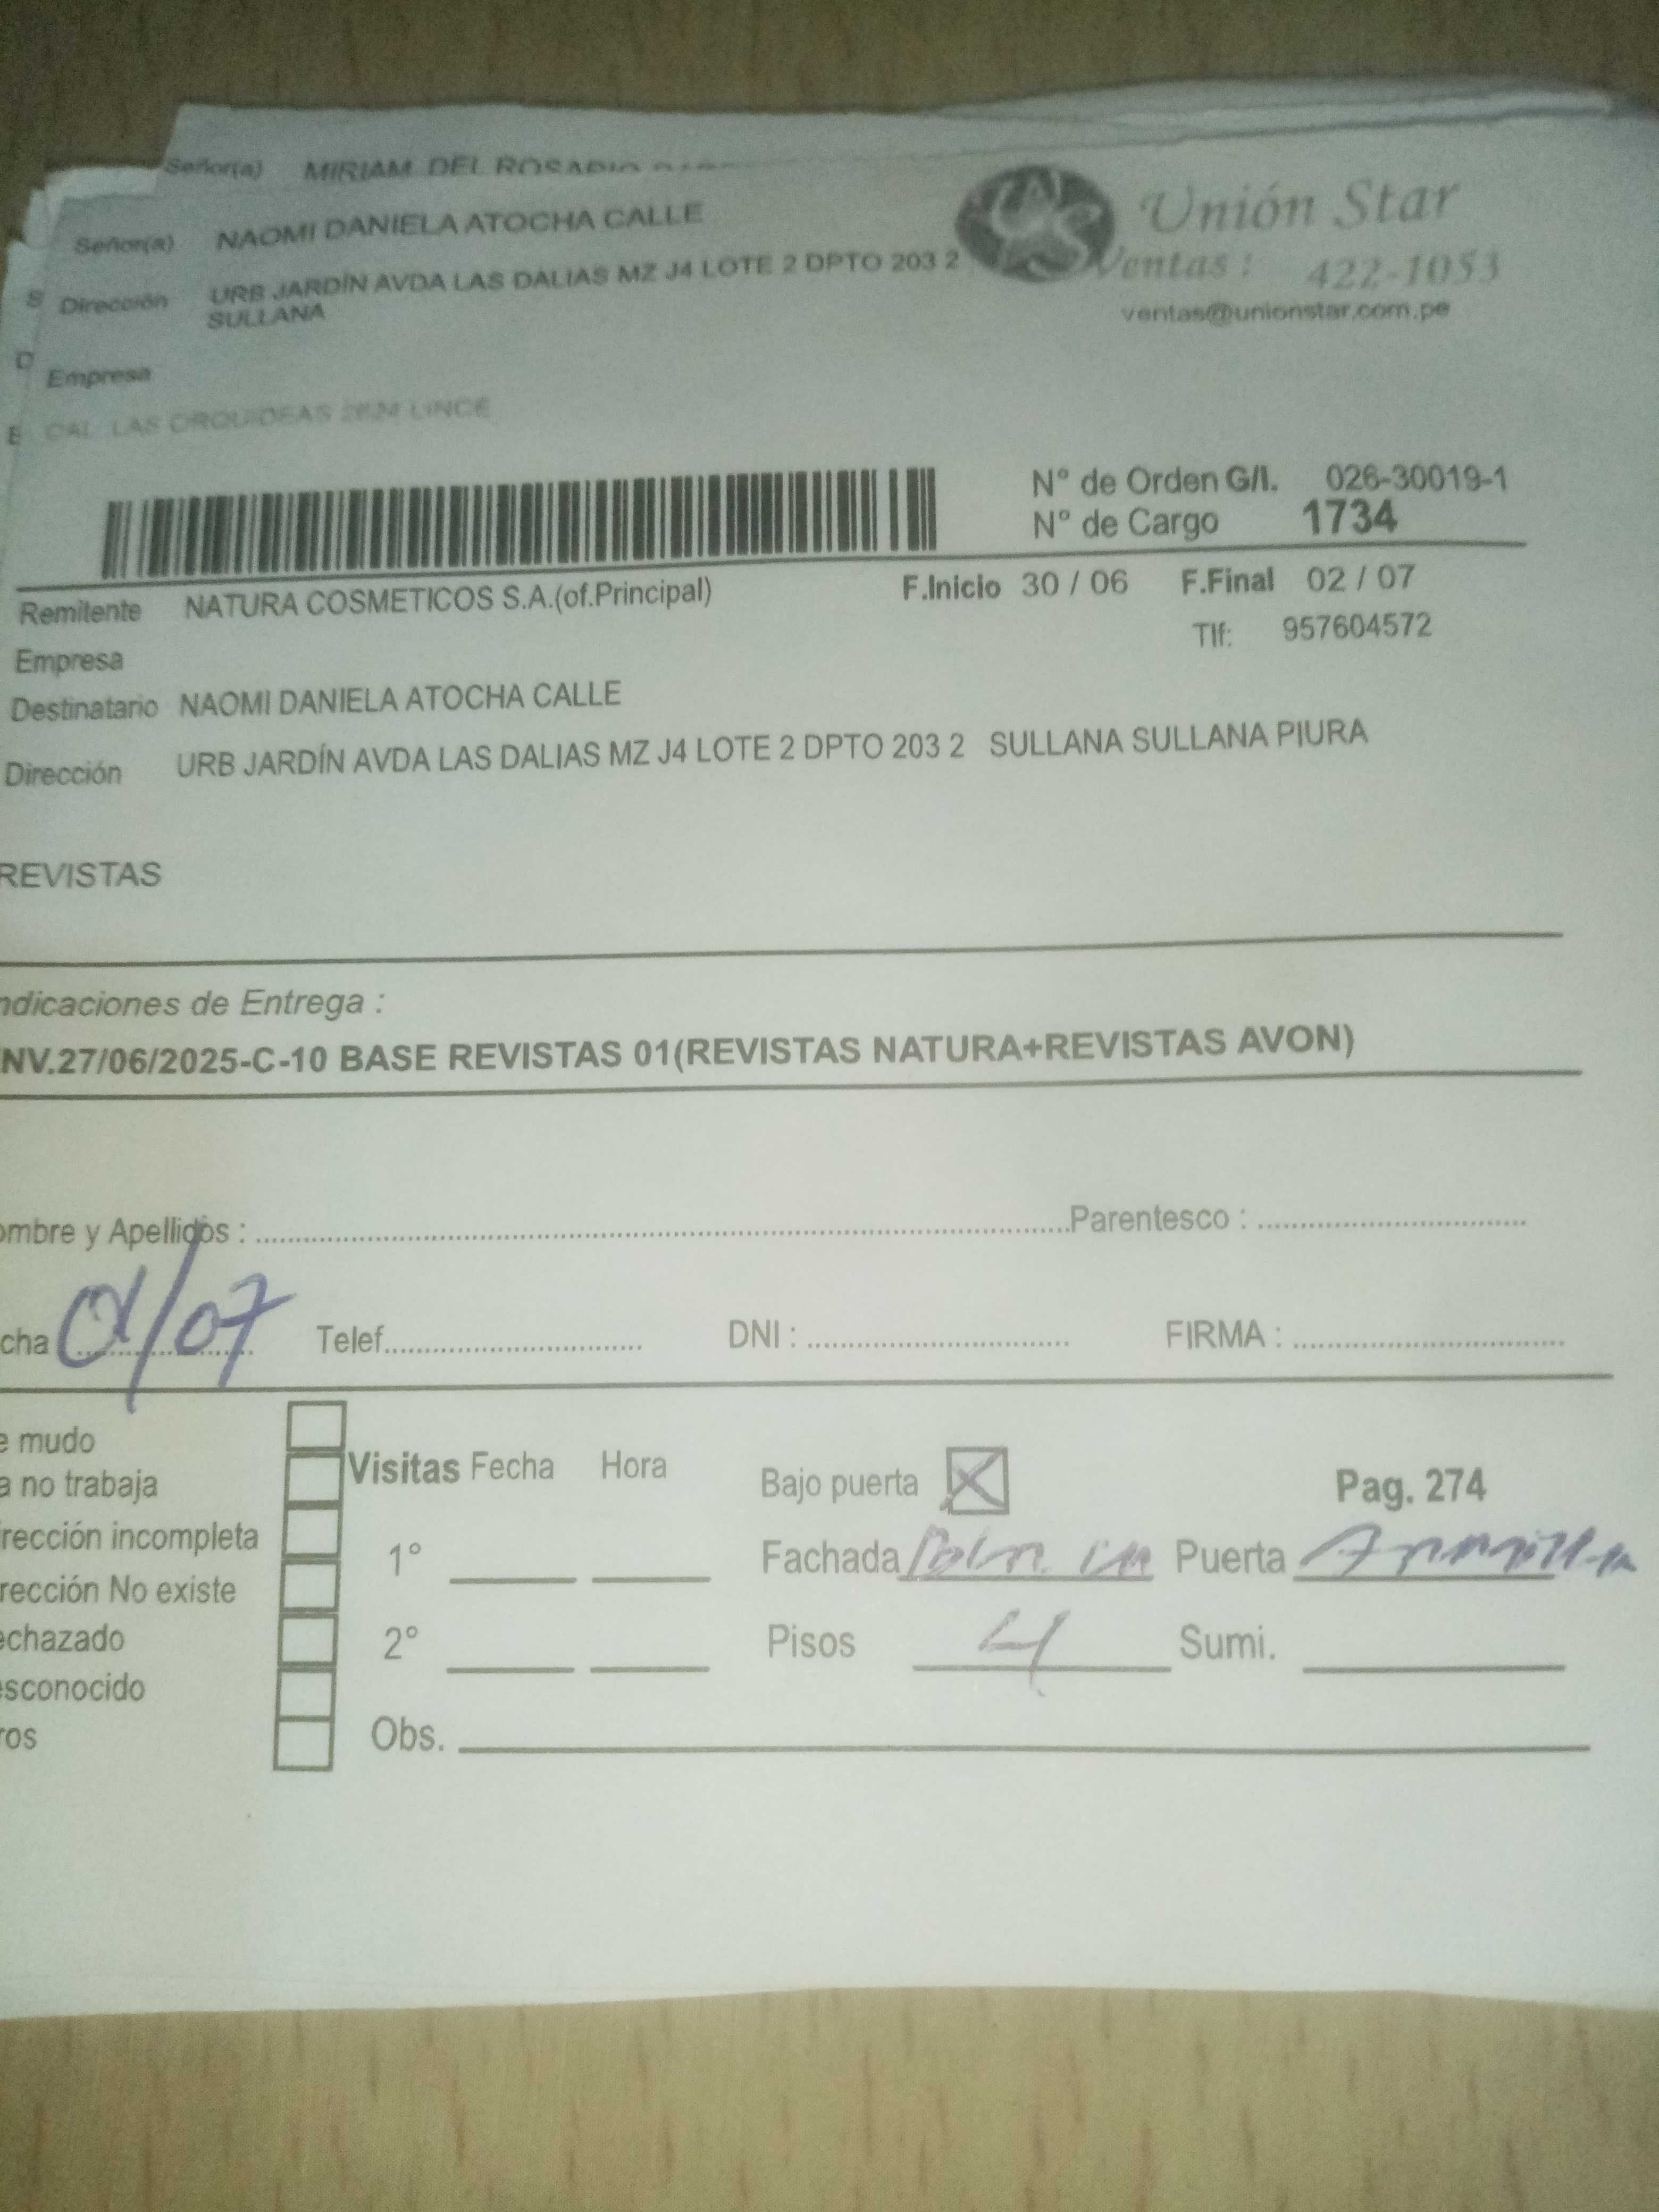 Señor(a) MIRIAM DEL ROSARIO
Señor(a) NAOMI DANIELA ATOCHA CALLE
S Dirección URB JARDÍN AVDA LAS DALIAS MZ J4 LOTE 2 DPTO 203 2
SULLANA
D
Empresa
E CAL LAS ORQUIDEAS 2624 LINCE
Unión Star
Ventas : 422-1053
ventas@unionstar.com.pe
N° de Orden G/I. 026-30019-1
N° de Cargo 1734
Remitente NATURA COSMETICOS S.A.(of.Principal) F.Inicio 30 / 06 F.Final 02 / 07
Tlf: 957604572
Empresa
Destinatario NAOMI DANIELA ATOCHA CALLE
Dirección URB JARDÍN AVDA LAS DALIAS MZ J4 LOTE 2 DPTO 203 2 SULLANA SULLANA PIURA
REVISTAS
ndicaciones de Entrega :
NV.27/06/2025-C-10 BASE REVISTAS 01(REVISTAS NATURA+REVISTAS AVON)
ombre y Apellidos : Parentesco :
cha 01/07 Telef. DNI : FIRMA :
e mudo
a no trabaja
rección incompleta
rección No existe
echazado
esconocido
ros
Visitas Fecha Hora
1°
2°
Obs.
Bajo puerta X Pag. 274
Fachada Puerta
Pisos 4 Sumi.